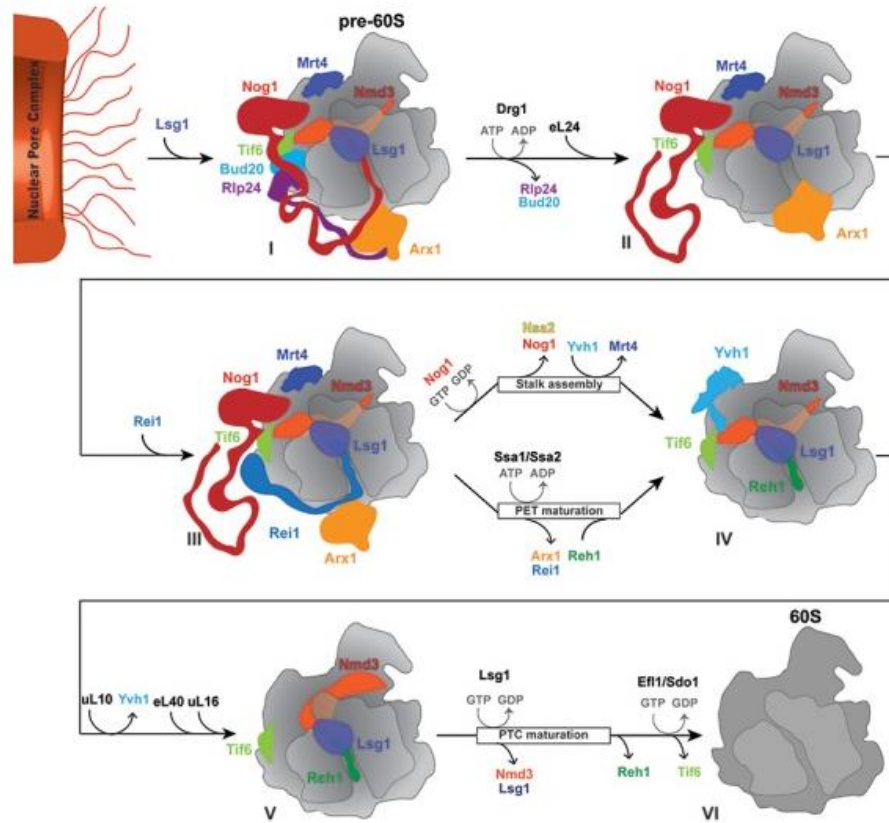 pre-60S
Nuclear Pore Complex
Lsg1
Nog1
Mrt4
Nmd3
Tif6
Bud20
Rlp24
Lsg1
Arx1
I
Drg1
ATP ADP
eL24
Rlp24
Bud20
Nog1
Mrt4
Nmd3
Tif6
Lsg1
Arx1
II
Rei1
Nog1
Mrt4
Nmd3
Tif6
Lsg1
Rei1
Arx1
III
Nog1
GTP GDP
Nsa2
Nog1
Yvh1
Mrt4
Stalk assembly
Ssa1/Ssa2
ATP ADP
PET maturation
Arx1
Rei1
Reh1
Yvh1
Nmd3
Tif6
Lsg1
Reh1
IV
uL10
Yvh1
eL40
uL16
Nmd3
Tif6
Lsg1
Reh1
V
Lsg1
GTP GDP
PTC maturation
Nmd3
Lsg1
Reh1
Efl1/Sdo1
GTP GDP
Tif6
60S
VI